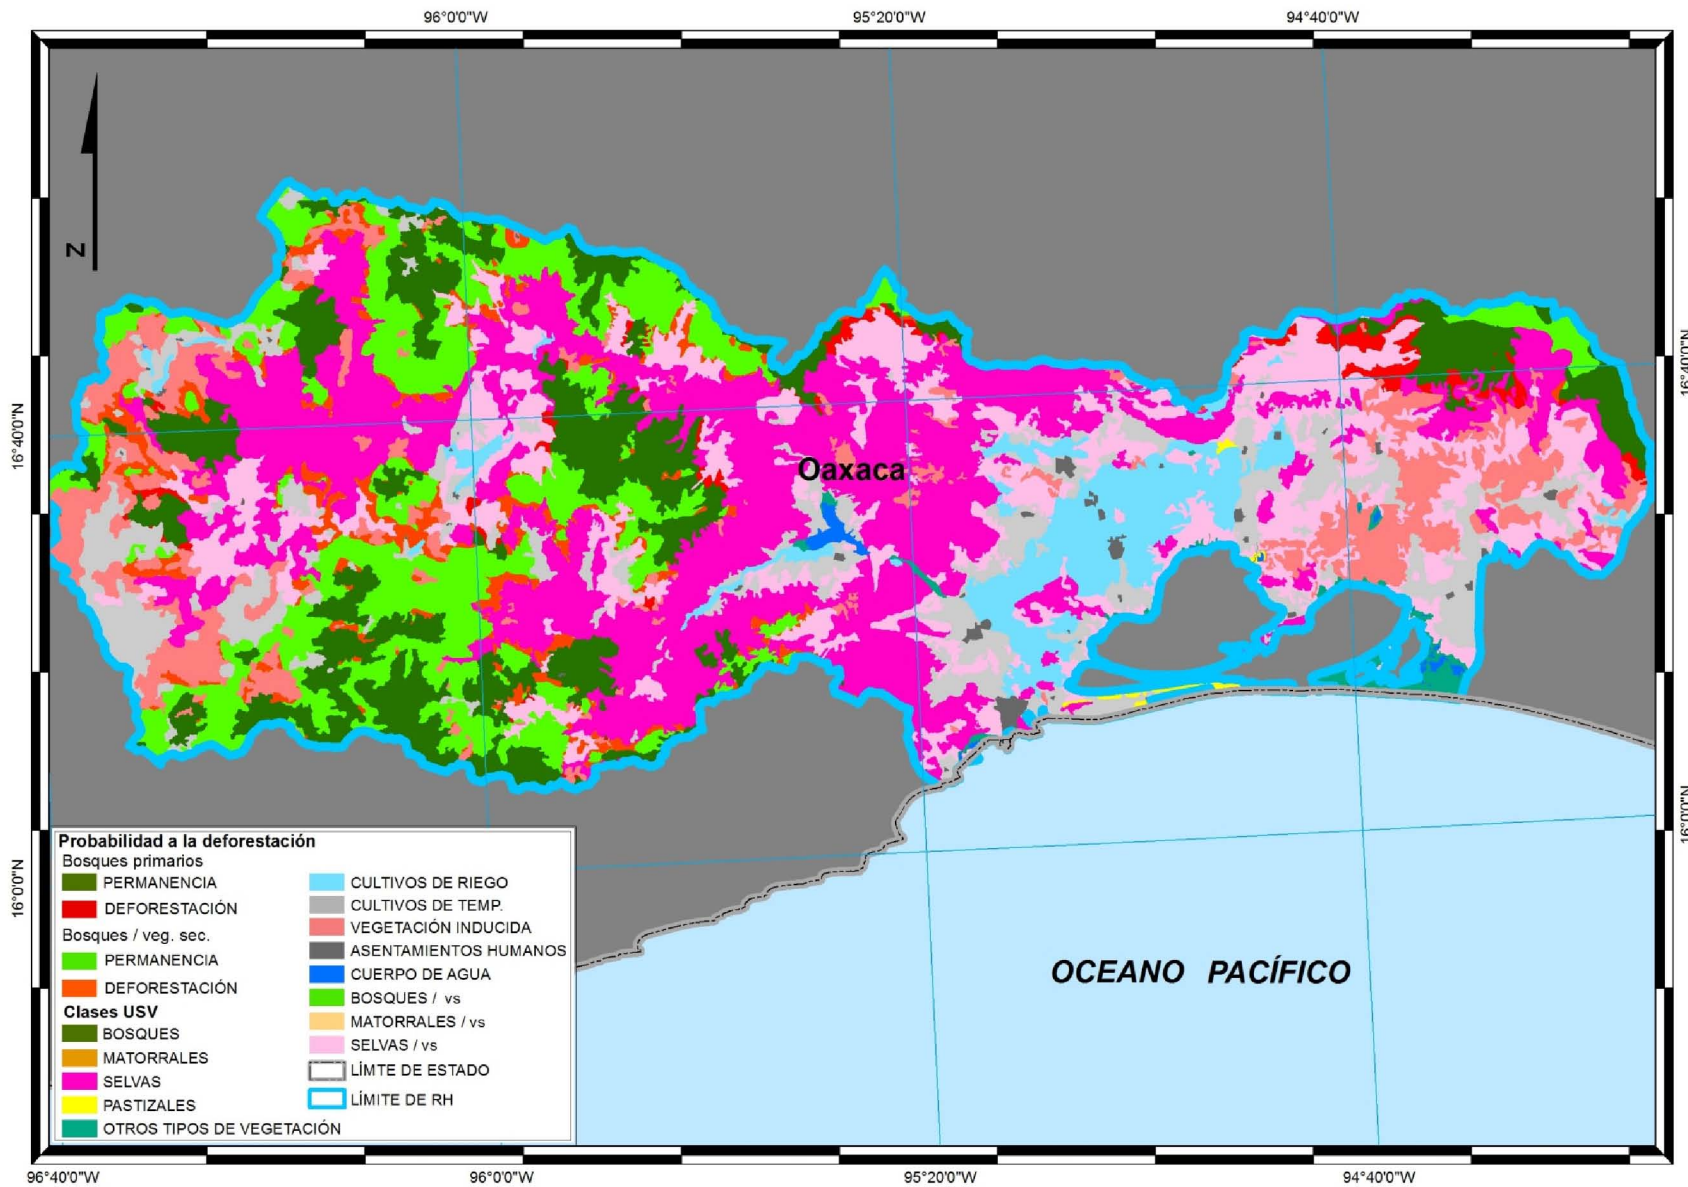 96°0'0"W 95°20'0"W 94°40'0"W
N
16°40'0"N 16°40'0"N
Oaxaca
16°0'0"N 16°0'0"N
OCEANO PACÍFICO
Probabilidad a la deforestación
Bosques primarios
PERMANENCIA
DEFORESTACIÓN
Bosques / veg. sec.
PERMANENCIA
DEFORESTACIÓN
Clases USV
BOSQUES
MATORRALES
SELVAS
PASTIZALES
OTROS TIPOS DE VEGETACIÓN
CULTIVOS DE RIEGO
CULTIVOS DE TEMP.
VEGETACIÓN INDUCIDA
ASENTAMIENTOS HUMANOS
CUERPO DE AGUA
BOSQUES / vs
MATORRALES / vs
SELVAS / vs
LÍMTE DE ESTADO
LÍMITE DE RH
96°40'0"W 96°0'0"W 95°20'0"W 94°40'0"W